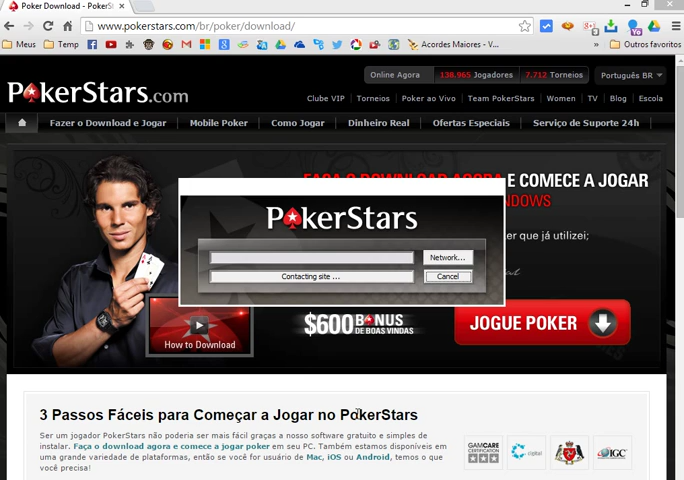 Poker Download - PokerS
www.pokerstars.com/br/poker/download/
Meus Temp Acordes Maiores - V... Outros favoritos
Online Agora 138.965 Jogadores 7.712 Torneios Português BR
POKERSTARS.com
Clube VIP Torneios Poker ao Vivo Team PokerStars Women TV Blog Escola
Fazer o Download e Jogar Mobile Poker Como Jogar Dinheiro Real Ofertas Especiais Serviço de Suporte 24h
E COMECE A JOGAR
NDOWS
POKERSTARS
er que já utilizei;
Network...
Contacting site ...
Cancel
$600 BONUS
DE BOAS VINDAS
JOGUE POKER
How to Download
3 Passos Fáceis para Começar a Jogar no PokerStars
Ser um jogador PokerStars não poderia ser mais fácil graças a nosso software gratuito e simples de
instalar. Faça o download agora e comece a jogar poker em seu PC. Também estamos disponíveis em
uma grande variedade de plataformas, então se você for usuário de Mac, iOS ou Android, temos o que
você precisa!
GAMCARE
CERTIFICATION
IGC